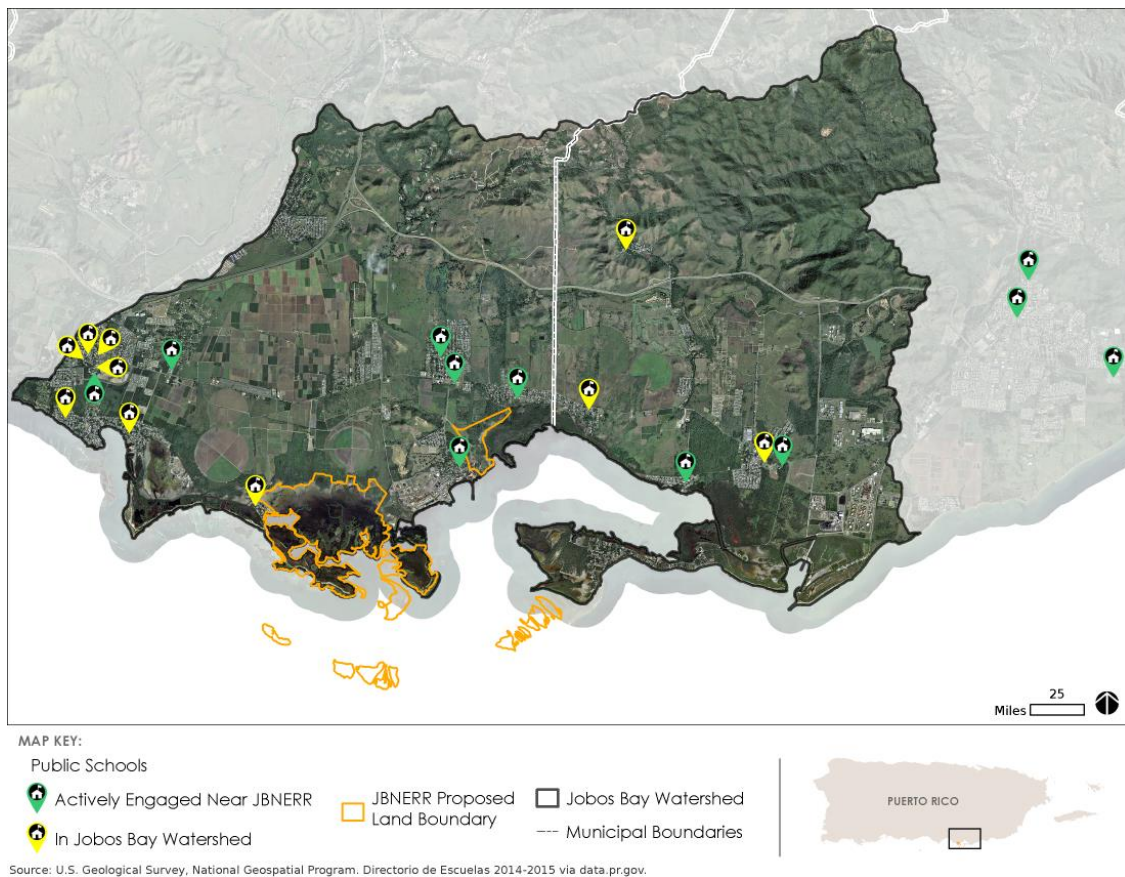 25
Miles
MAP KEY:
Public Schools
Actively Engaged Near JBNERR
In Jobos Bay Watershed
JBNERR Proposed
Land Boundary
Jobos Bay Watershed
Municipal Boundaries
PUERTO RICO
Source: U.S. Geological Survey, National Geospatial Program. Directorio de Escuelas 2014-2015 via data.pr.gov.